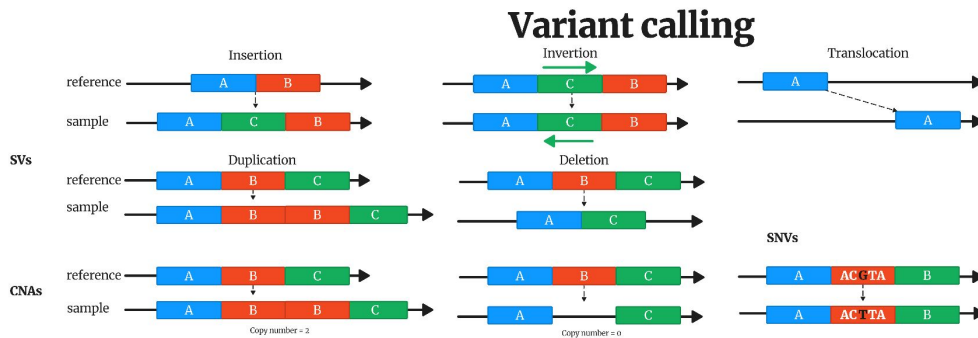 Variant calling
Insertion
Invertion
Translocation
reference
A B
A C B
A
sample
A C B
A C B
A
SVs
Duplication
Deletion
reference
A B C
A B C
sample
A B B C
A C
SNVs
reference
A B C
A B C
A ACGTA B
CNAs
sample
A B B C
A C
A ACTTA B
Copy number = 2
Copy number = 0